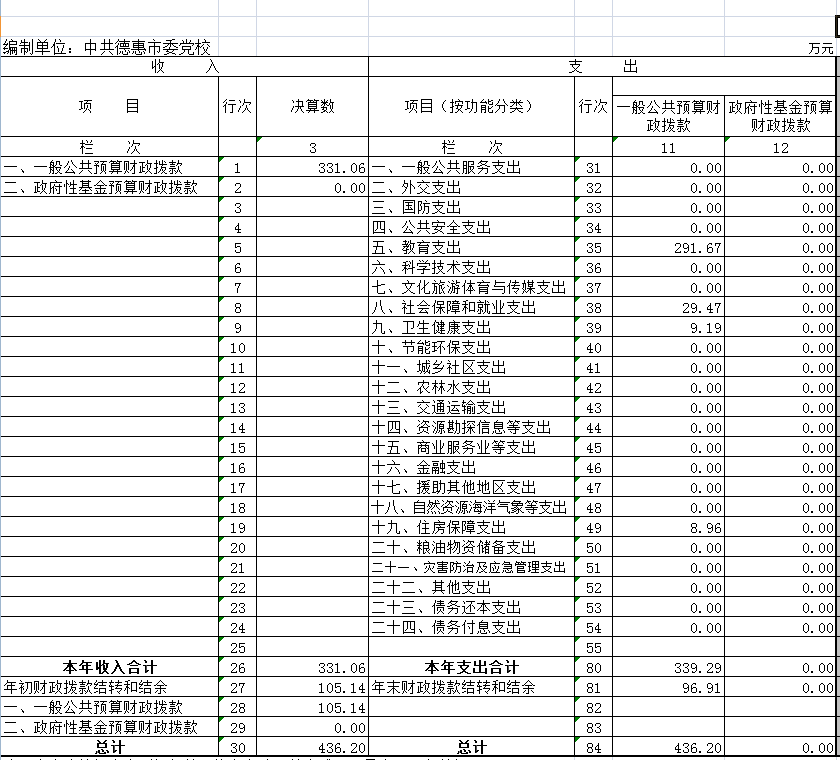 编制单位：中共德惠市委党校 万元
收 入 支 出
项 目 行次 决算数 项目（按功能分类） 行次 一般公共预算财政拨款 政府性基金预算财政拨款
栏 次 3 栏 次 11 12
一、一般公共预算财政拨款 1 331.06 一、一般公共服务支出 31 0.00 0.00
二、政府性基金预算财政拨款 2 0.00 二、外交支出 32 0.00 0.00
3 三、国防支出 33 0.00 0.00
4 四、公共安全支出 34 0.00 0.00
5 五、教育支出 35 291.67 0.00
6 六、科学技术支出 36 0.00 0.00
7 七、文化旅游体育与传媒支出 37 0.00 0.00
8 八、社会保障和就业支出 38 29.47 0.00
9 九、卫生健康支出 39 9.19 0.00
10 十、节能环保支出 40 0.00 0.00
11 十一、城乡社区支出 41 0.00 0.00
12 十二、农林水支出 42 0.00 0.00
13 十三、交通运输支出 43 0.00 0.00
14 十四、资源勘探信息等支出 44 0.00 0.00
15 十五、商业服务业等支出 45 0.00 0.00
16 十六、金融支出 46 0.00 0.00
17 十七、援助其他地区支出 47 0.00 0.00
18 十八、自然资源海洋气象等支出 48 0.00 0.00
19 十九、住房保障支出 49 8.96 0.00
20 二十、粮油物资储备支出 50 0.00 0.00
21 二十一、灾害防治及应急管理支出 51 0.00 0.00
22 二十二、其他支出 52 0.00 0.00
23 二十三、债务还本支出 53 0.00 0.00
24 二十四、债务付息支出 54 0.00 0.00
25 55
本年收入合计 26 331.06 本年支出合计 80 339.29 0.00
年初财政拨款结转和结余 27 105.14 年末财政拨款结转和结余 81 96.91 0.00
一、一般公共预算财政拨款 28 105.14 82
二、政府性基金预算财政拨款 29 0.00 83
总计 30 436.20 总计 84 436.20 0.00